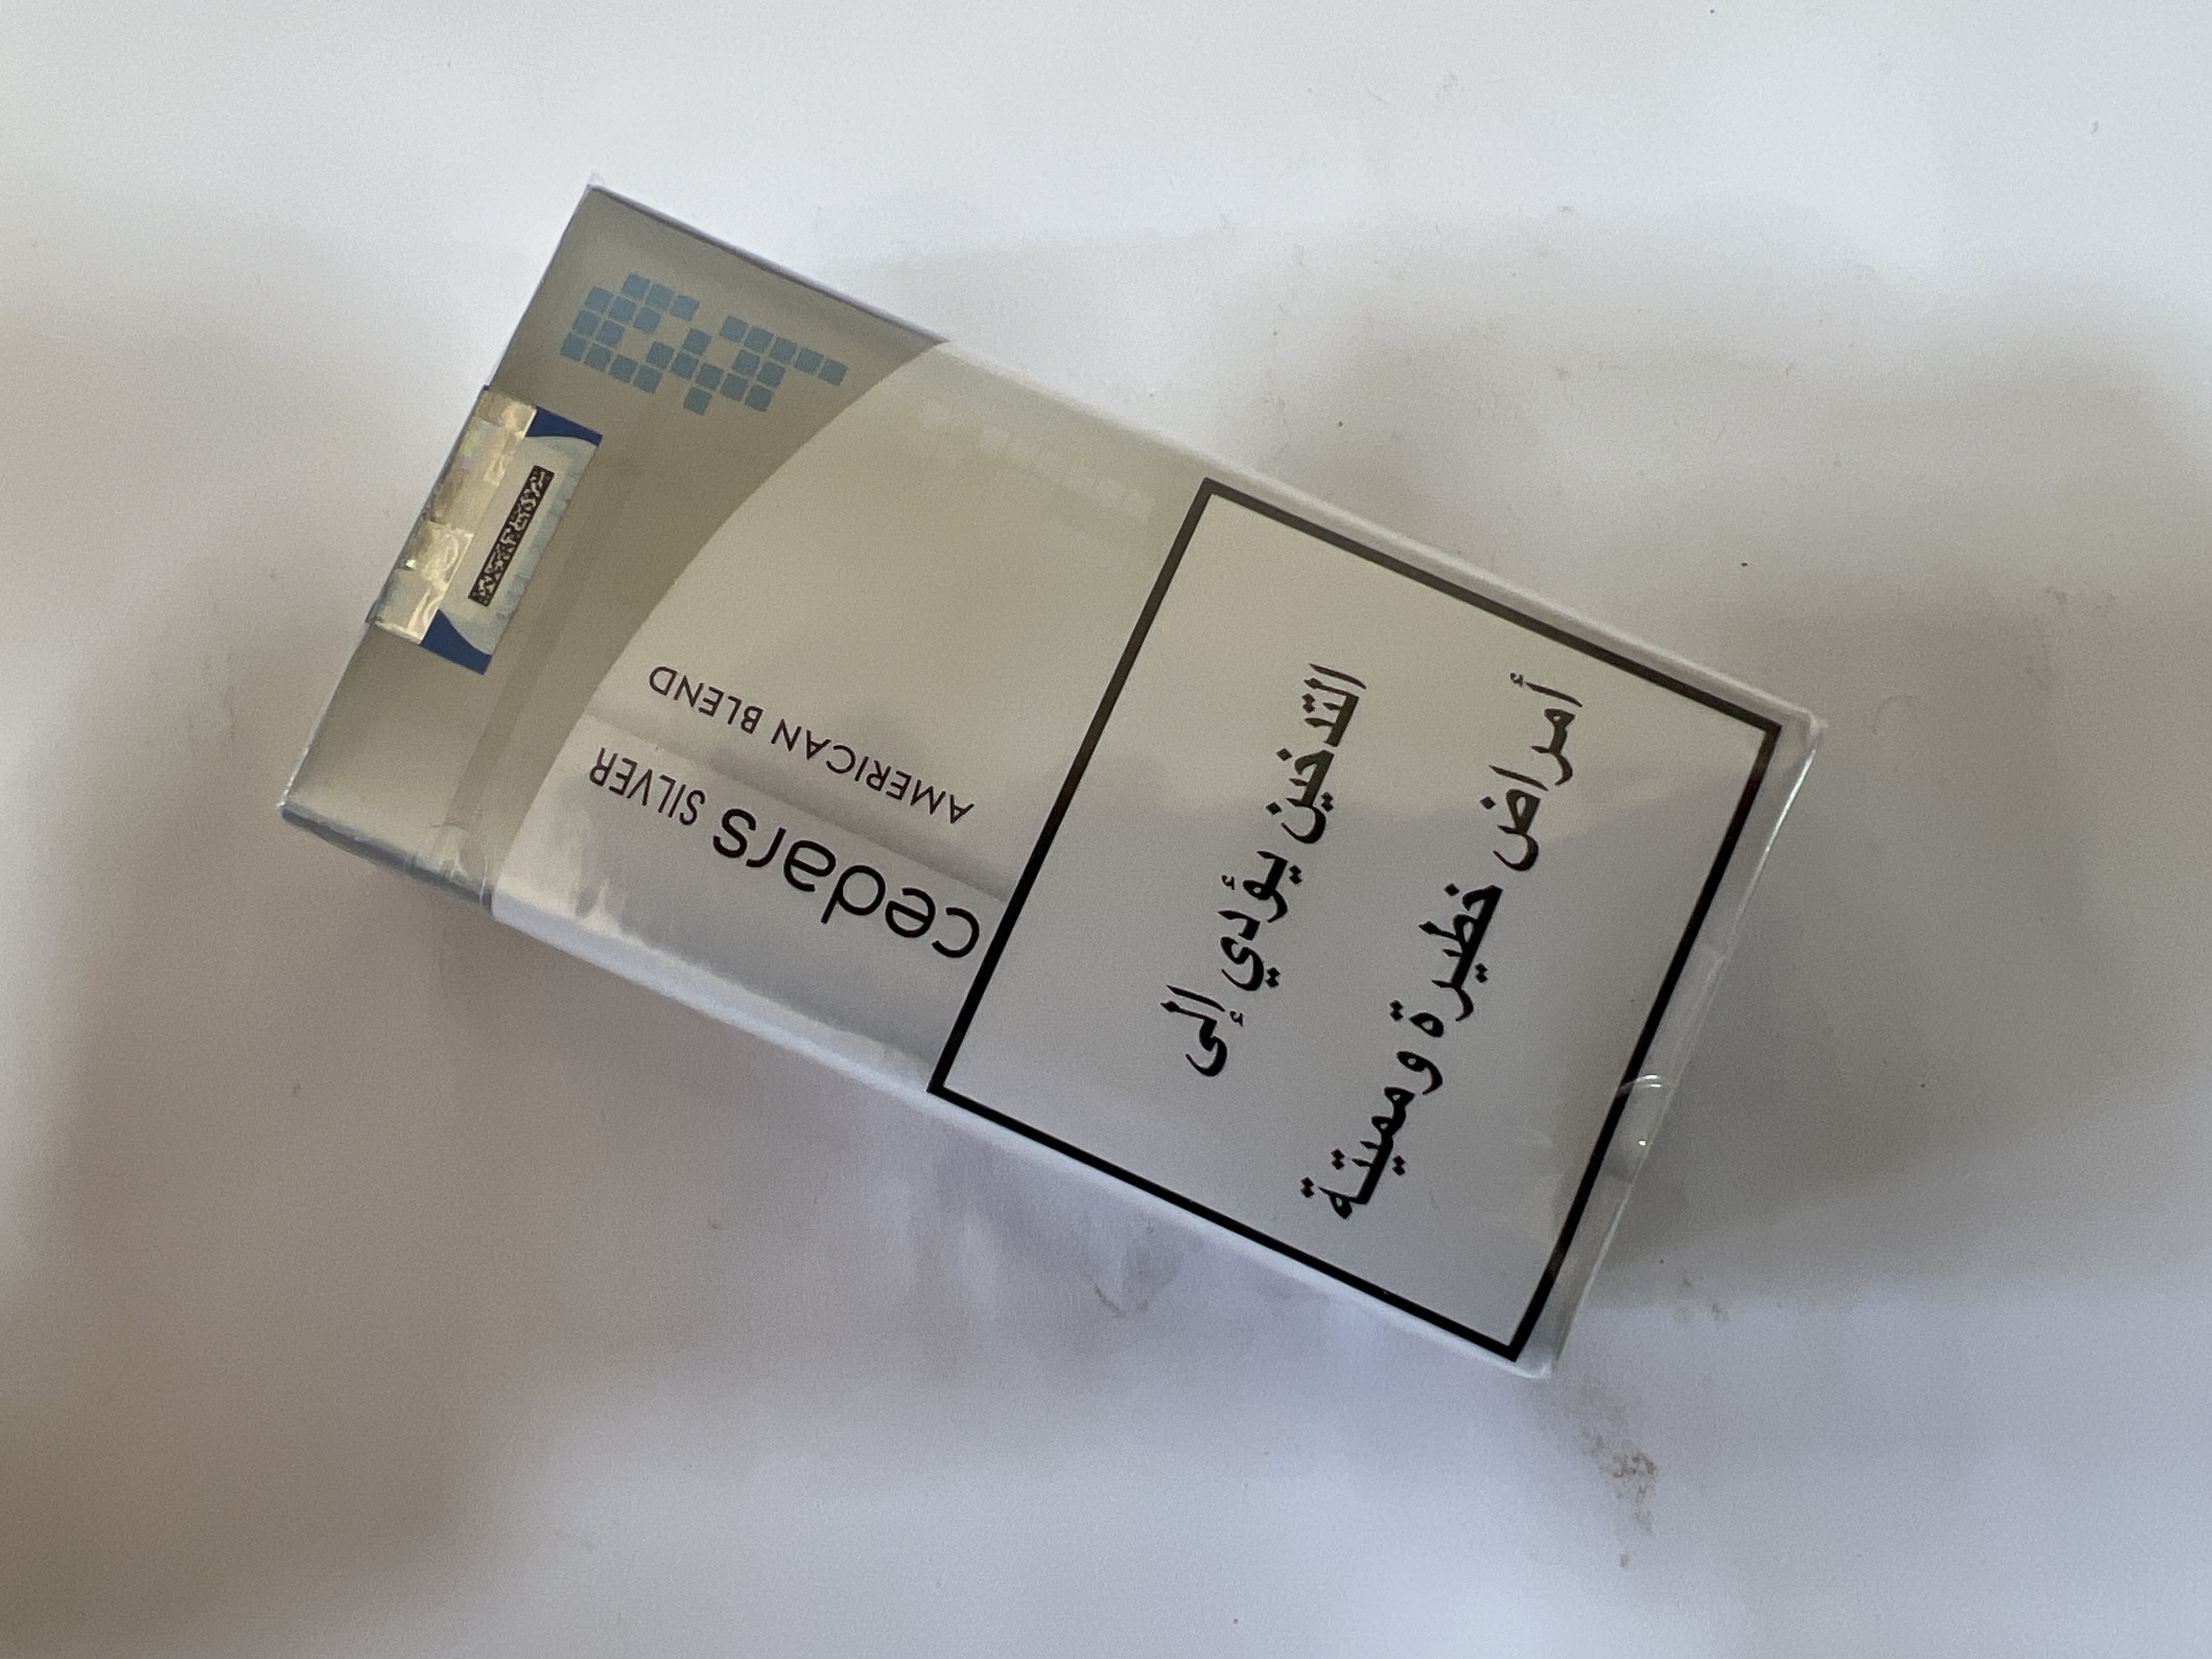 cedars SILVER
AMERICAN BLEND
التدخين يؤدي إلى
أمراض خطيرة ومميتة